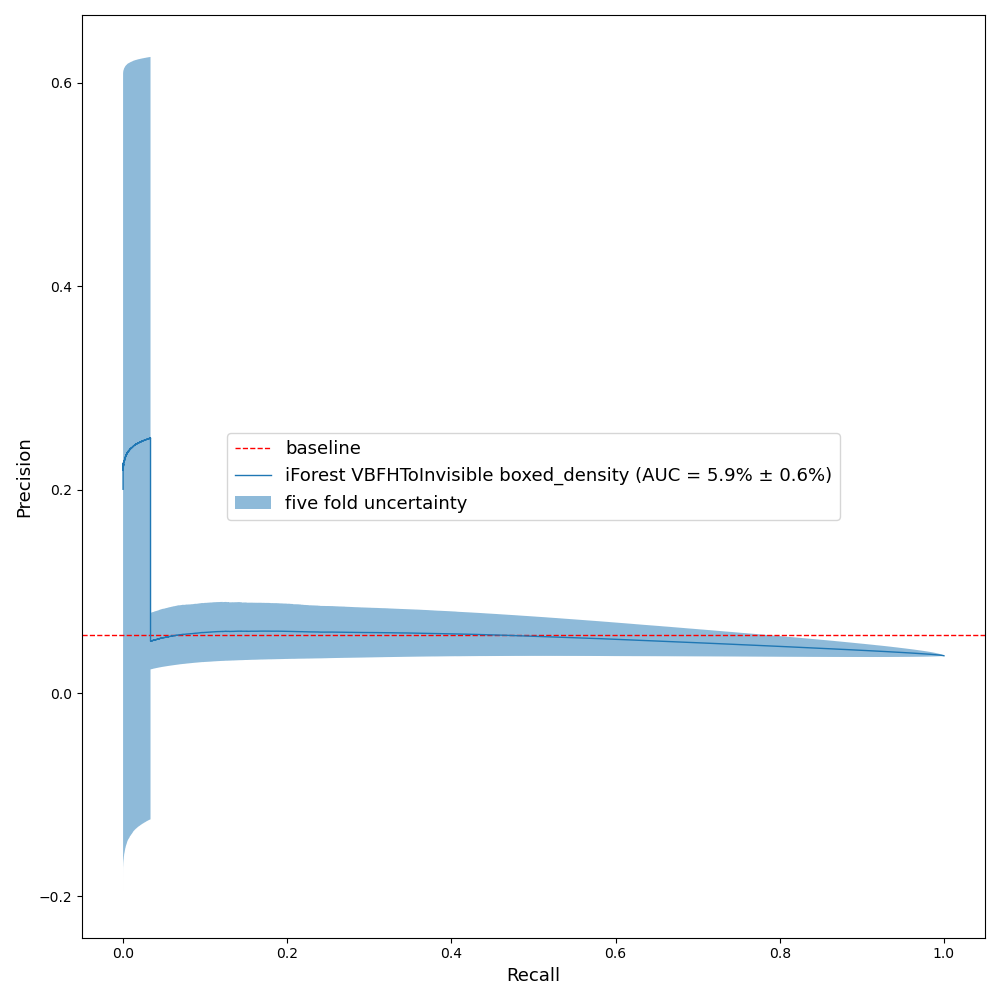 0.6
0.4
0.2
0.0
−0.2
Precision
baseline
iForest VBFHToInvisible boxed_density (AUC = 5.9% ± 0.6%)
five fold uncertainty
0.0 0.2 0.4 0.6 0.8 1.0
Recall